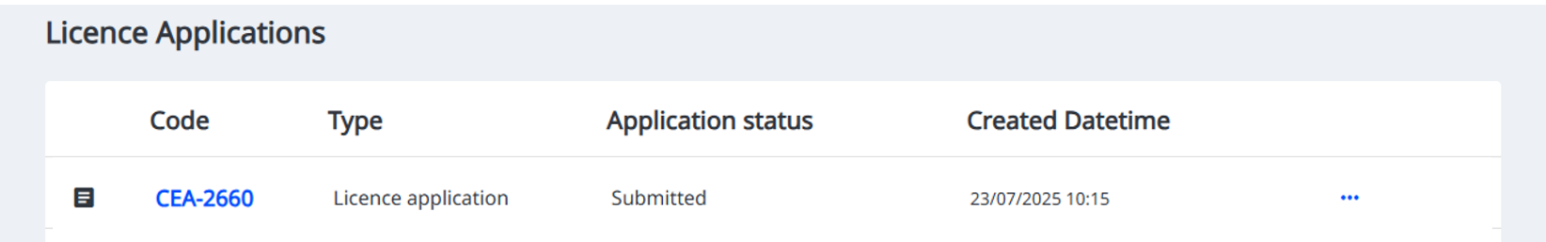 Licence Applications
Code Type Application status Created Datetime
CEA-2660 Licence application Submitted 23/07/2025 10:15 •••